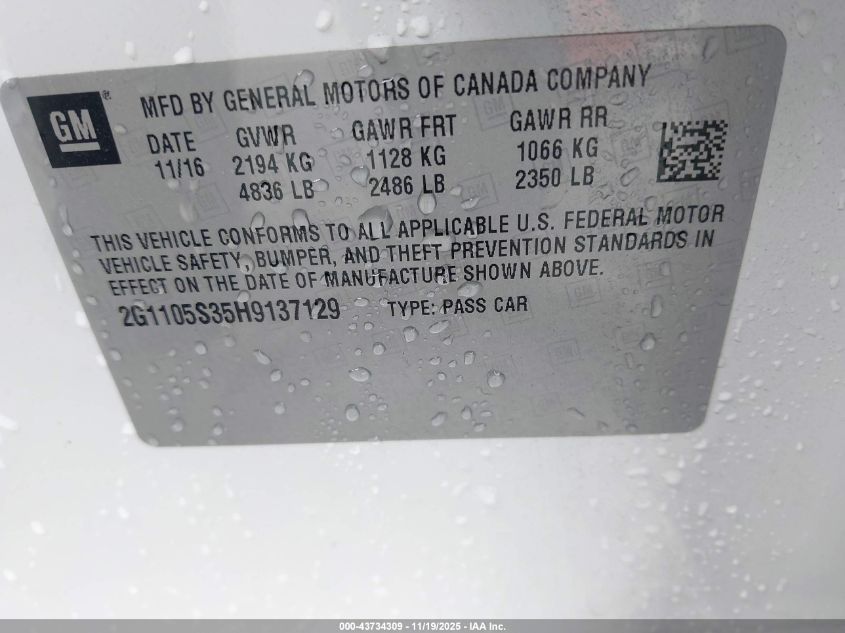 GM ®
MFD BY GENERAL MOTORS OF CANADA COMPANY
DATE GVWR GAWR FRT GAWR RR
11/16 2194 KG 1128 KG 1066 KG
4836 LB 2486 LB 2350 LB
THIS VEHICLE CONFORMS TO ALL APPLICABLE U.S. FEDERAL MOTOR
VEHICLE SAFETY, BUMPER, AND THEFT PREVENTION STANDARDS IN
EFFECT ON THE DATE OF MANUFACTURE SHOWN ABOVE.
2G1105S35H9137129 TYPE: PASS CAR
000-43734309 - 11/19/2025 - IAA Inc.